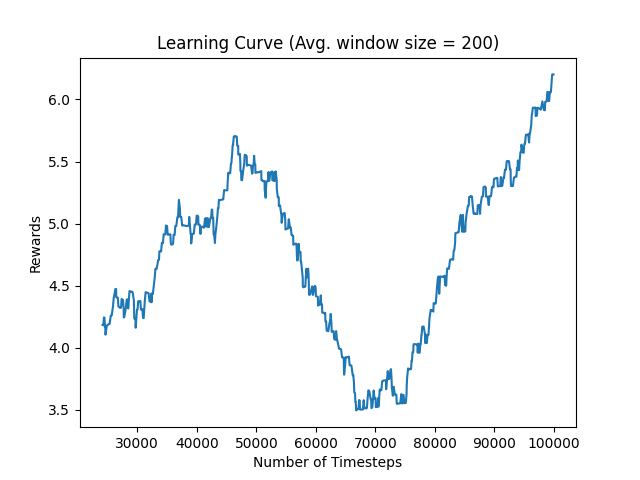 Learning Curve (Avg. window size = 200)
Rewards
6.0
5.5
5.0
4.5
4.0
3.5
30000 40000 50000 60000 70000 80000 90000 100000
Number of Timesteps